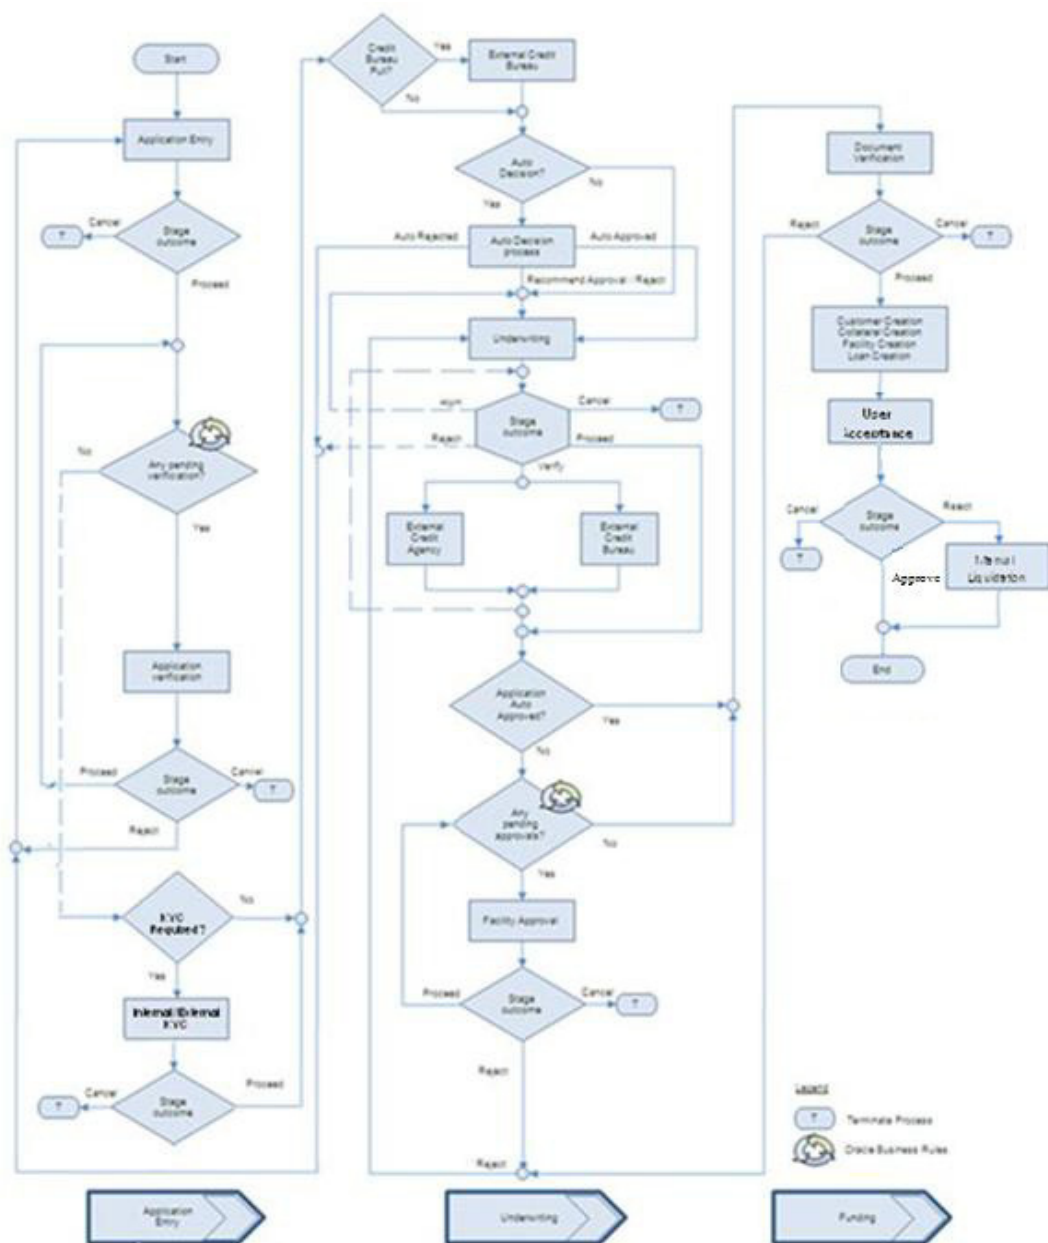 Start
Application Entry
Cancel
T
Stage
outcome
Proceed
No
Any pending
verification?
Yes
Application
verification
Proceed
Stage
outcome
Cancel
T
Reject
KYC
Required?
No
Yes
Internal/External
KYC
Cancel
T
Stage
outcome
Proceed
Application
Entry
Credit
Bureau
Pull?
Yes
External Credit
Bureau
No
Auto
Decision?
No
Yes
Auto Rejected
Auto Decision
process
Auto Approved
Recommend Approval / Reject
Underwriting
Stage
outcome
Cancel
T
Reject
Proceed
Verify
External
Credit
Agency
External
Credit
Bureau
Application
Auto
Approved?
Yes
No
Any
pending
approvals?
No
Yes
Facility Approval
Proceed
Stage
outcome
Cancel
T
Reject
Reject
Underwriting
Document
Verification
Reject
Stage
outcome
Cancel
T
Proceed
Customer Creation
Collateral Creation
Facility Creation
Loan Creation
User
Acceptance
Cancel
T
Stage
outcome
Reject
Approve
Manual
Liquidation
End
Legend
T
Terminate Process
Oracle Business Rules
Funding